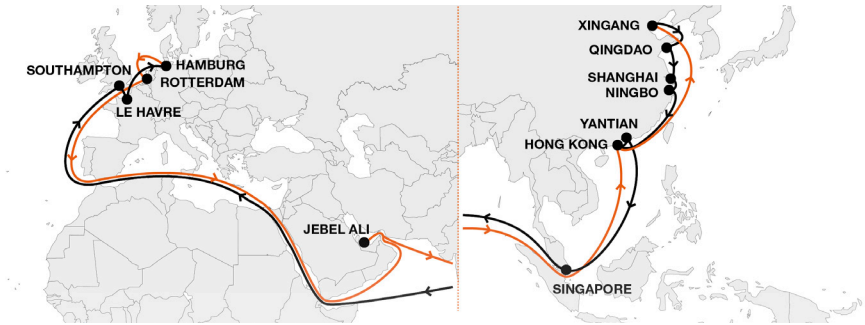 HAMBURG
SOUTHAMPTON
ROTTERDAM
LE HAVRE
JEBEL ALI
XINGANG
QINGDAO
SHANGHAI
NINGBO
YANTIAN
HONG KONG
SINGAPORE